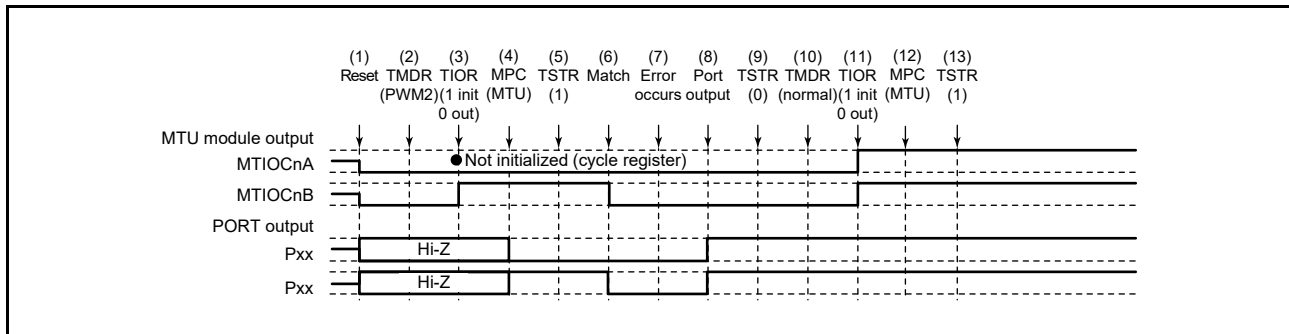 (1) (2) (3) (4) (5) (6) (7) (8) (9) (10) (11) (12) (13)
Reset TMDR TIOR MPC TSTR Match Error Port TSTR TMDR TIOR MPC TSTR
(PWM2) (1 init (MTU) (1) occurs output (0) (normal) (1 init (MTU) (1)
0 out) 0 out)
MTU module output
MTIOCnA
Not initialized (cycle register)
MTIOCnB
PORT output
Pxx
Hi-Z
Pxx
Hi-Z